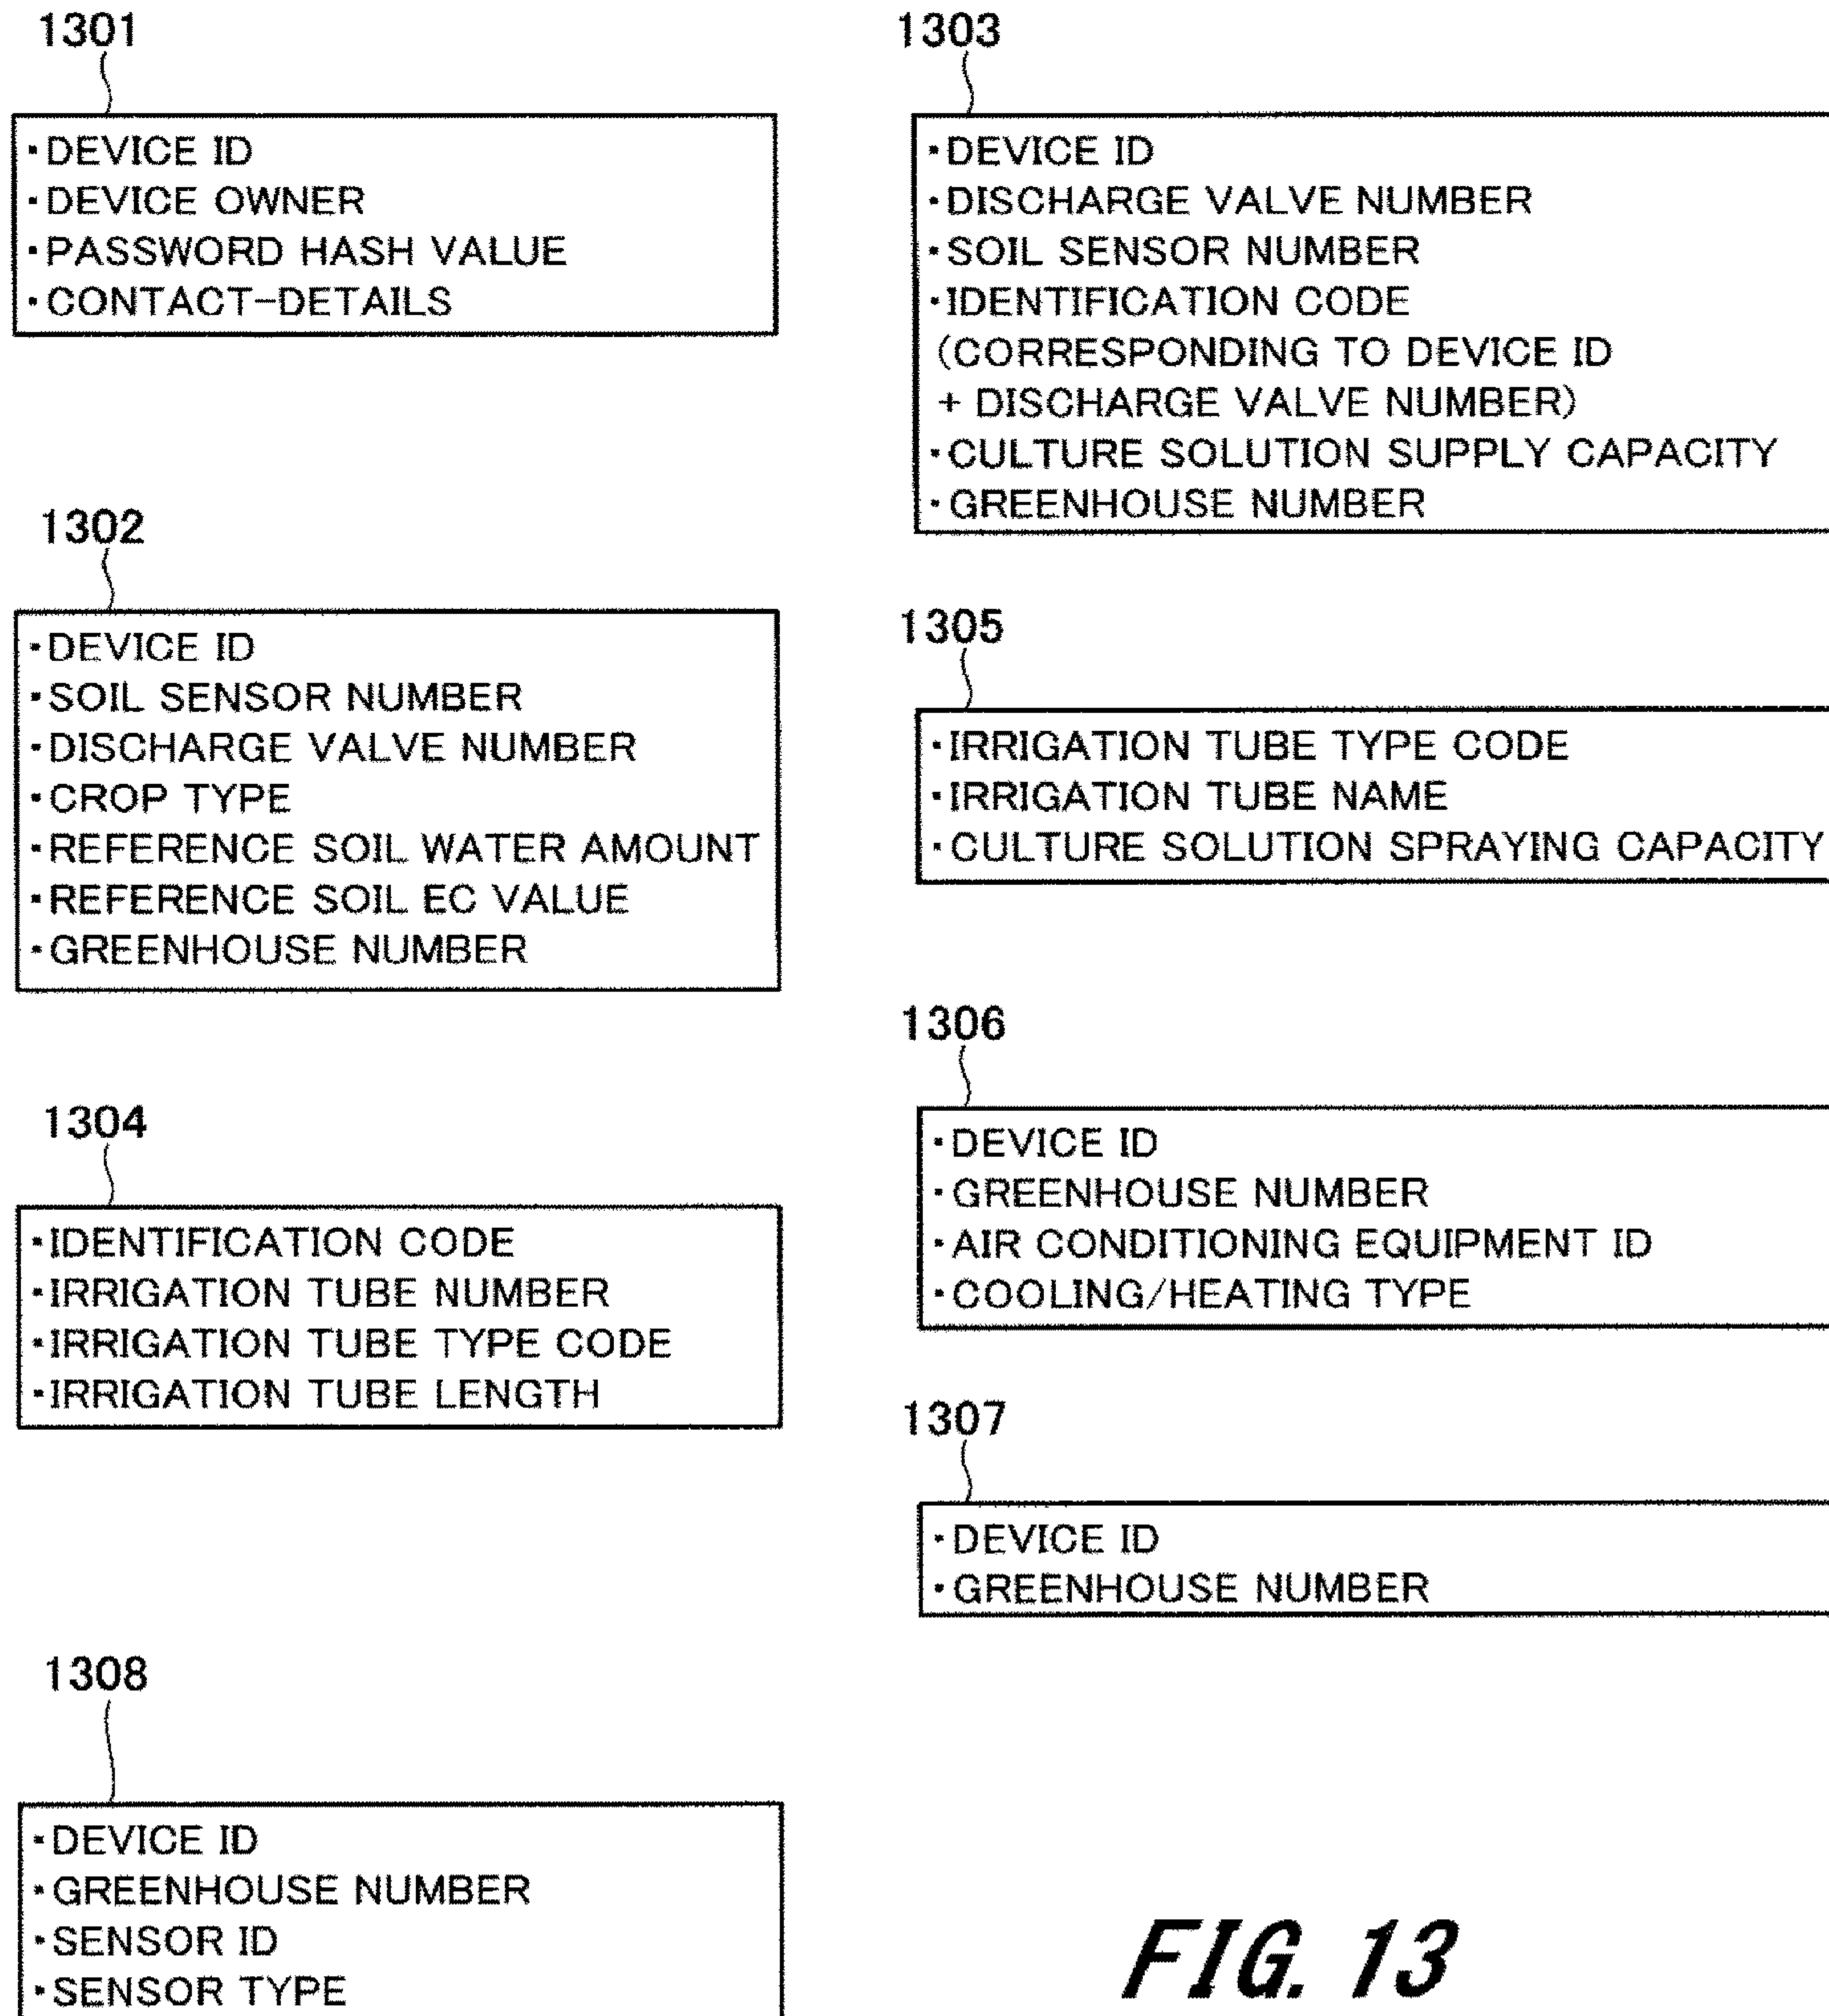 1301
・DEVICE ID
・DEVICE OWNER
・PASSWORD HASH VALUE
・CONTACT-DETAILS
1302
・DEVICE ID
・SOIL SENSOR NUMBER
・DISCHARGE VALVE NUMBER
・CROP TYPE
・REFERENCE SOIL WATER AMOUNT
・REFERENCE SOIL EC VALUE
・GREENHOUSE NUMBER
1304
・IDENTIFICATION CODE
・IRRIGATION TUBE NUMBER
・IRRIGATION TUBE TYPE CODE
・IRRIGATION TUBE LENGTH
1308
・DEVICE ID
・GREENHOUSE NUMBER
・SENSOR ID
・SENSOR TYPE
1303
・DEVICE ID
・DISCHARGE VALVE NUMBER
・SOIL SENSOR NUMBER
・IDENTIFICATION CODE
(CORRESPONDING TO DEVICE ID
+ DISCHARGE VALVE NUMBER)
・CULTURE SOLUTION SUPPLY CAPACITY
・GREENHOUSE NUMBER
1305
・IRRIGATION TUBE TYPE CODE
・IRRIGATION TUBE NAME
・CULTURE SOLUTION SPRAYING CAPACITY
1306
・DEVICE ID
・GREENHOUSE NUMBER
・AIR CONDITIONING EQUIPMENT ID
・COOLING/HEATING TYPE
1307
・DEVICE ID
・GREENHOUSE NUMBER
FIG. 13